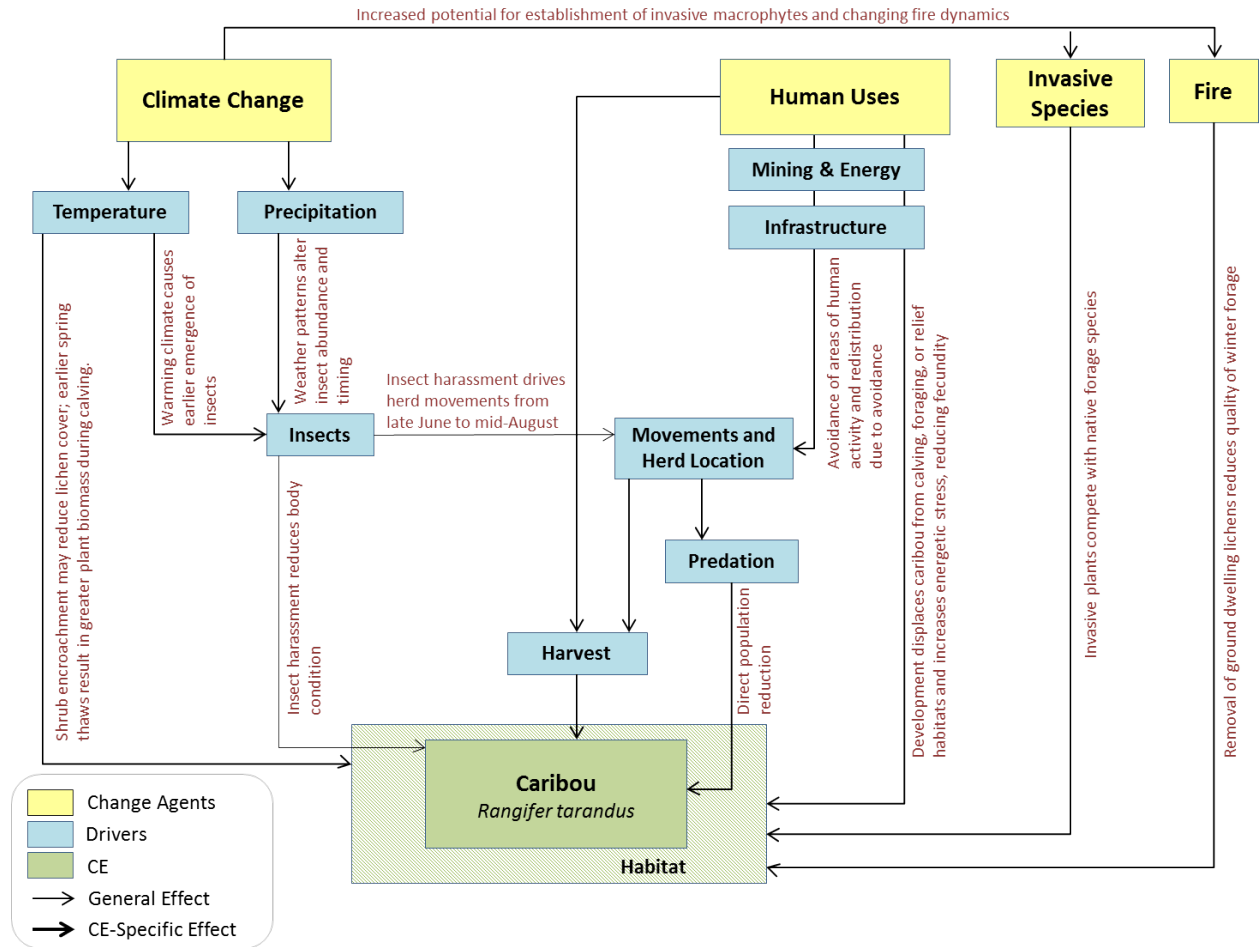 Increased potential for establishment of invasive macrophytes and changing fire dynamics
Climate Change
Human Uses
Invasive
Species
Fire
Mining & Energy
Temperature
Precipitation
Infrastructure
Shrub encroachment may reduce lichen cover; earlier spring
thaws result in greater plant biomass during calving.
Warming climate causes
earlier emergence of
insects
Weather patterns alter
insect abundance and
timing
Insect harassment drives
herd movements from
late June to mid-August
Avoidance of areas of human
activity and redistribution
due to avoidance
Development displaces caribou from calving, foraging, or relief
habitats and increases energetic stress, reducing fecundity
Invasive plants compete with native forage species
Removal of ground dwelling lichens reduces quality of winter forage
Insects
Movements and
Herd Location
Predation
Insect harassment reduces body
condition
Harvest
Direct population
reduction
Caribou
Rangifer tarandus
Habitat
Change Agents
Drivers
CE
General Effect
CE-Specific Effect